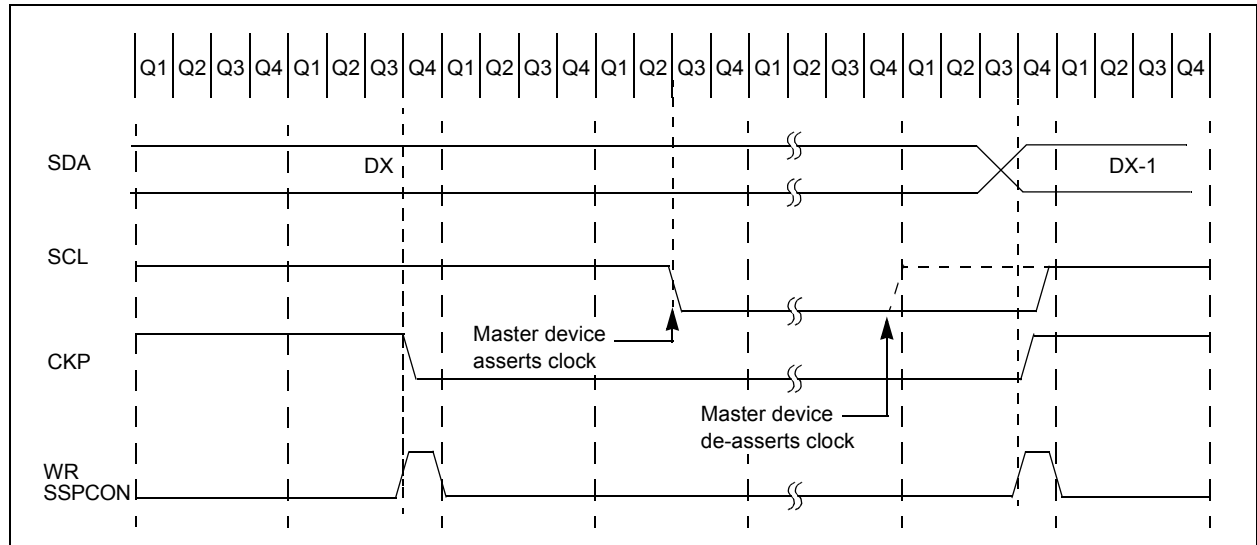 Q1 Q2 Q3 Q4 Q1 Q2 Q3 Q4 Q1 Q2 Q3 Q4 Q1 Q2 Q3 Q4 Q1 Q2 Q3 Q4 Q1 Q2 Q3 Q4 Q1 Q2 Q3 Q4
SDA DX DX-1
SCL
Master device
asserts clock
CKP
Master device
de-asserts clock
WR
SSPCON